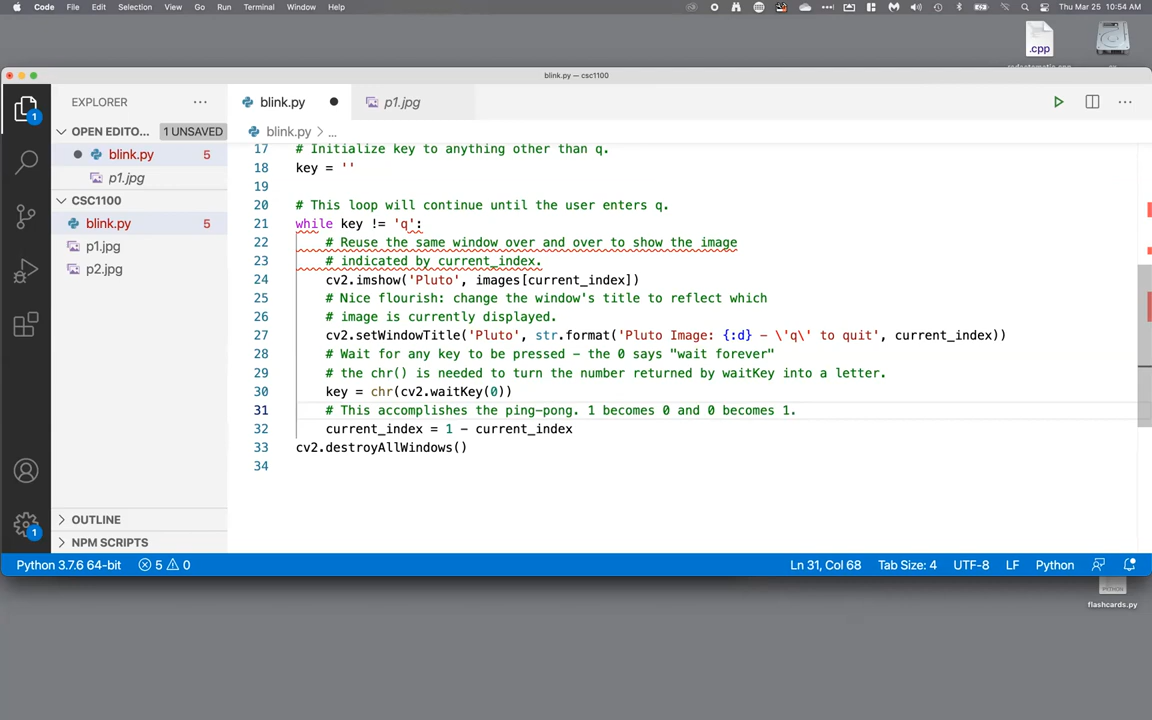 Code File Edit Selection View Go Run Terminal Window Help Thu Mar 25 10:54 AM
.cpp
blink.py — csc1100
EXPLORER ...
blink.py
p1.jpg
OPEN EDITO... 1 UNSAVED
blink.py > ...
blink.py 5
p1.jpg
CSC1100
blink.py 5
p1.jpg
p2.jpg
17 # Initialize key to anything other than q.
18 key = ''
19
20 # This loop will continue until the user enters q.
21 while key != 'q':
22 # Reuse the same window over and over to show the image
23 # indicated by current_index.
24 cv2.imshow('Pluto', images[current_index])
25 # Nice flourish: change the window's title to reflect which
26 # image is currently displayed.
27 cv2.setWindowTitle('Pluto', str.format('Pluto Image: {:d} - \'q\' to quit', current_index))
28 # Wait for any key to be pressed - the 0 says "wait forever"
29 # the chr() is needed to turn the number returned by waitKey into a letter.
30 key = chr(cv2.waitKey(0))
31 # This accomplishes the ping-pong. 1 becomes 0 and 0 becomes 1.
32 current_index = 1 - current_index
33 cv2.destroyAllWindows()
34
1
1
OUTLINE
NPM SCRIPTS
Python 3.7.6 64-bit 5 0 Ln 31, Col 68 Tab Size: 4 UTF-8 LF Python
PYTHON
flashcards.py